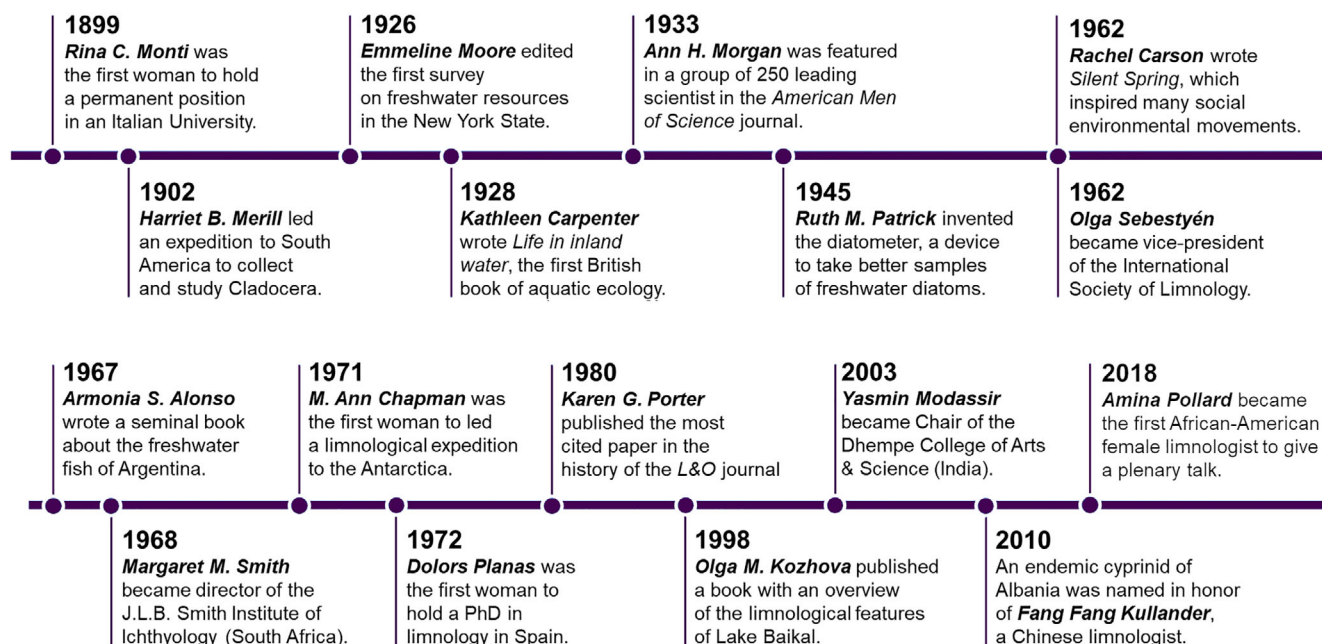 1899
Rina C. Monti was
the first woman to hold
a permanent position
in an Italian University.
1902
Harriet B. Merill led
an expedition to South
America to collect
and study Cladocera.
1926
Emmeline Moore edited
the first survey
on freshwater resources
in the New York State.
1928
Kathleen Carpenter
wrote Life in inland
water, the first British
book of aquatic ecology.
1933
Ann H. Morgan was featured
in a group of 250 leading
scientist in the American Men
of Science journal.
1945
Ruth M. Patrick invented
the diatometer, a device
to take better samples
of freshwater diatoms.
1962
Rachel Carson wrote
Silent Spring, which
inspired many social
environmental movements.
1962
Olga Sebestyén
became vice-president
of the International
Society of Limnology.
1967
Armonia S. Alonso
wrote a seminal book
about the freshwater
fish of Argentina.
1968
Margaret M. Smith
became director of the
J.L.B. Smith Institute of
Ichthyology (South Africa).
1971
M. Ann Chapman was
the first woman to led
a limnological expedition
to the Antarctica.
1972
Dolors Planas was
the first woman to
hold a PhD in
limnology in Spain.
1980
Karen G. Porter
published the most
cited paper in the
history of the L&O journal
1998
Olga M. Kozhova published
a book with an overview
of the limnological features
of Lake Baikal.
2003
Yasmin Modassir
became Chair of the
Dhempe College of Arts
& Science (India).
2010
An endemic cyprinid of
Albania was named in honor
of Fang Fang Kullander,
a Chinese limnologist.
2018
Amina Pollard became
the first African-American
female limnologist to give
a plenary talk.